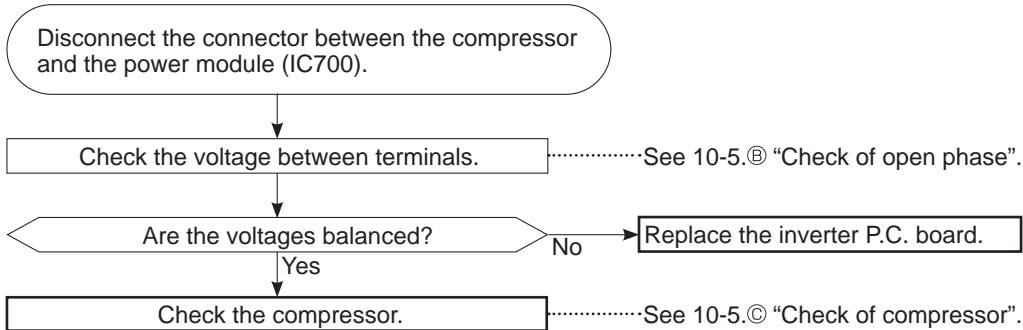 Disconnect the connector between the compressor
and the power module (IC700).
Check the voltage between terminals.
See 10-5.Ⓑ “Check of open phase”.
Are the voltages balanced?
No
Replace the inverter P.C. board.
Yes
Check the compressor.
See 10-5.Ⓒ “Check of compressor”.